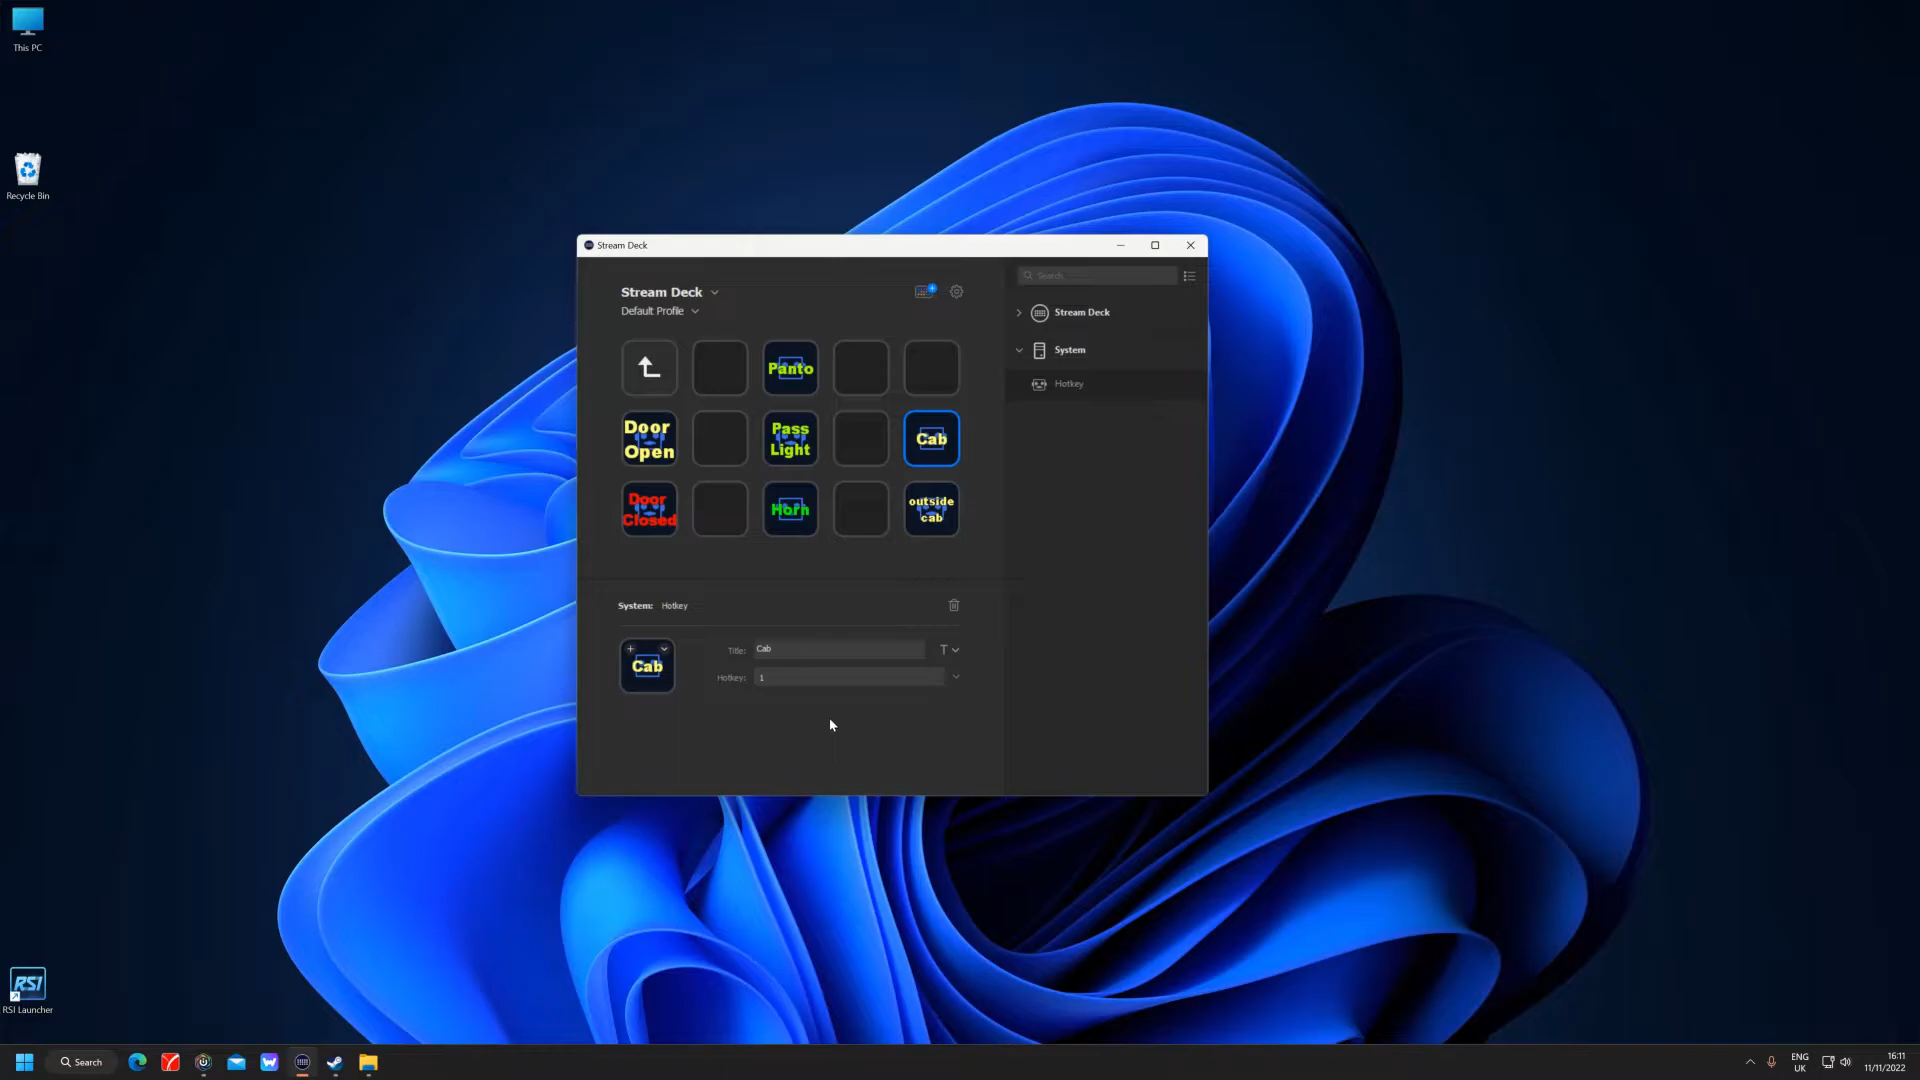 This PC
Recycle Bin
Stream Deck
Stream Deck
Default Profile
Search
Stream Deck
System
Hotkey
Panto
Door
Open
Pass
Light
Cab
Door
Closed
Horn
outside
cab
System: Hotkey
Cab
Title: Cab
T
Hotkey: 1
RSI
RSI Launcher
Search
ENG
UK
16:11
11/11/2022